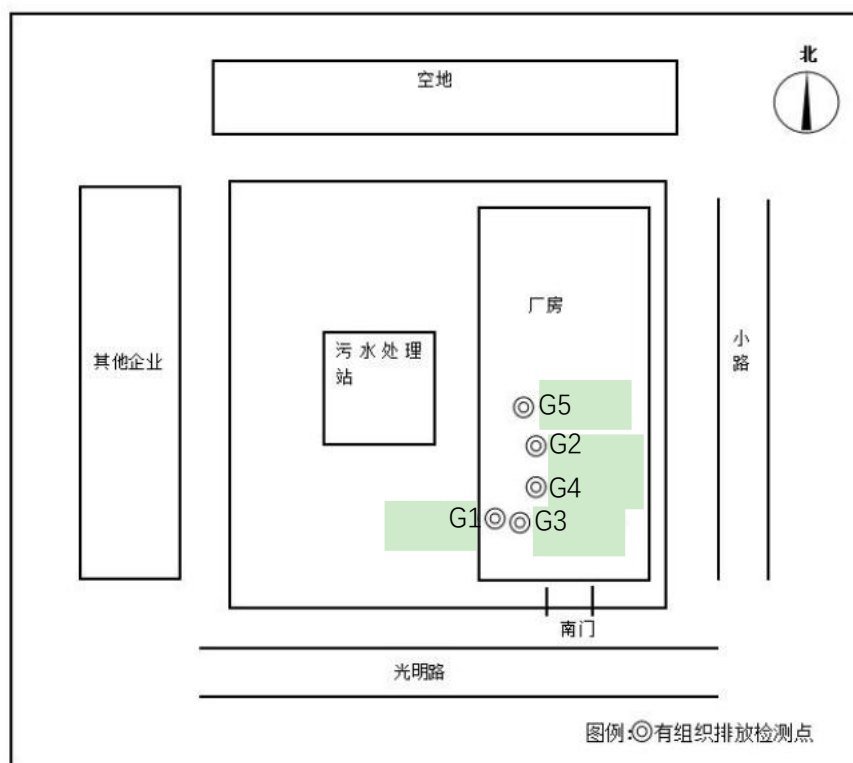 北
空地
厂房
其他企业
污水处理
站
小
路
G5
G2
G4
G1
G3
南门
光明路
图例:◎有组织排放检测点